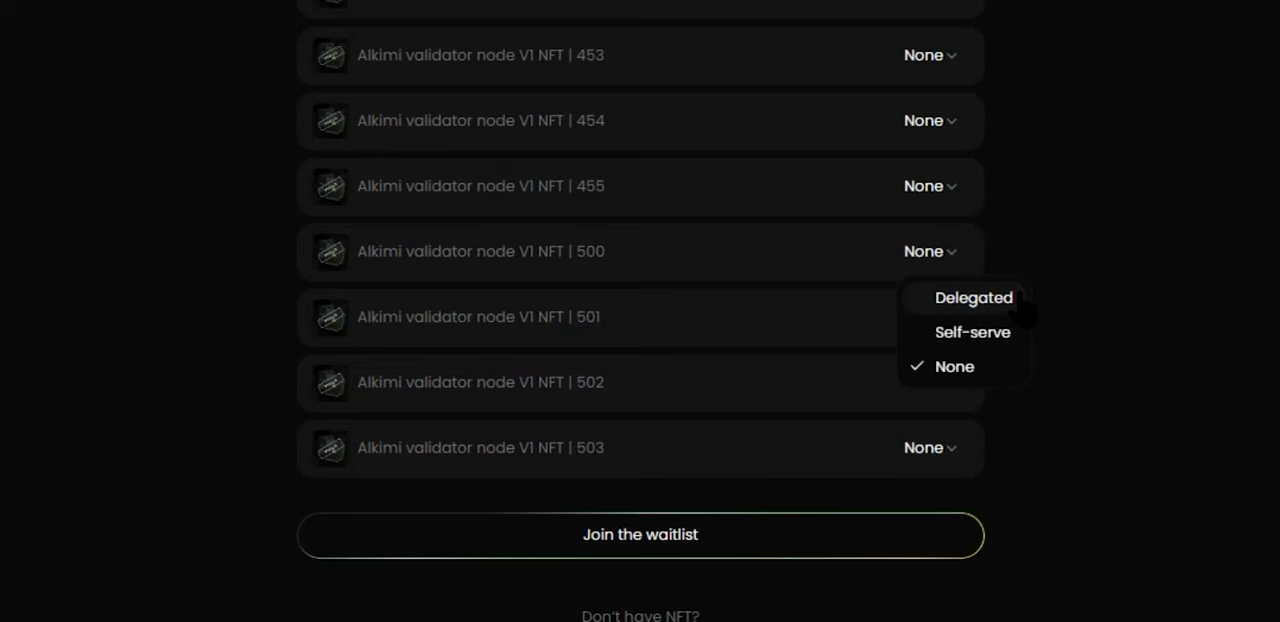 Alkimi validator node V1 NFT | 453 None
Alkimi validator node V1 NFT | 454 None
Alkimi validator node V1 NFT | 455 None
Alkimi validator node V1 NFT | 500 None
Delegated
Alkimi validator node V1 NFT | 501
Self-serve
None
Alkimi validator node V1 NFT | 502
Alkimi validator node V1 NFT | 503 None
Join the waitlist
Don't have NFT?